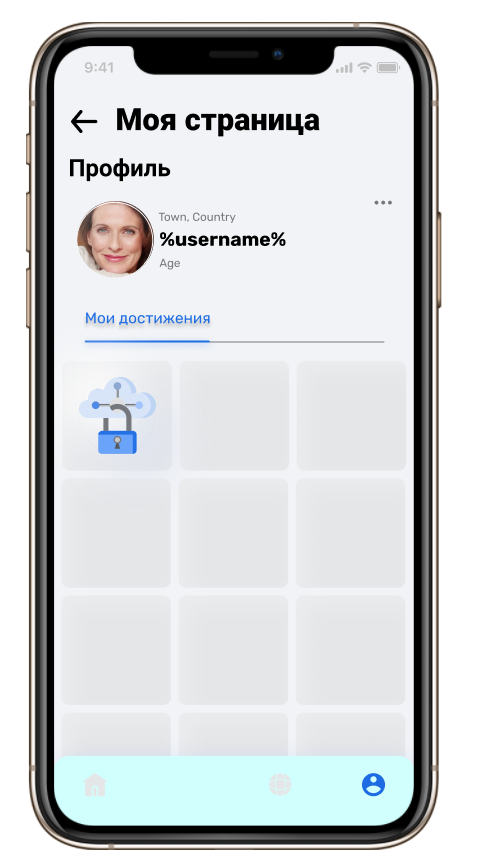 9:41
Моя страница
Профиль
Town, Country
%username%
Age
Мои достижения